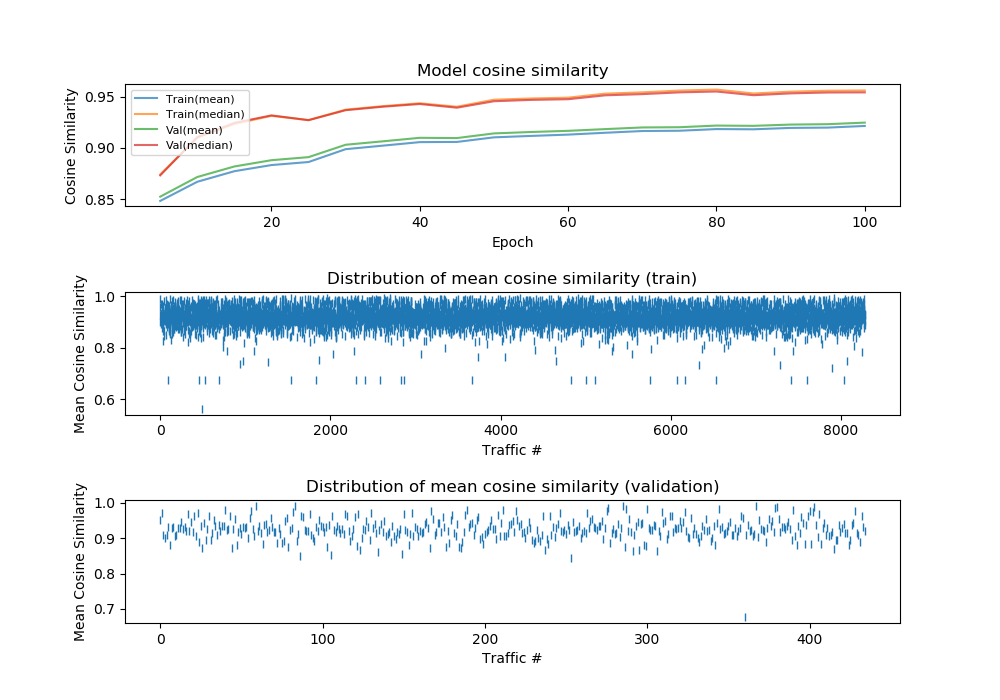 Model cosine similarity
Cosine Similarity
0.95
0.90
0.85
Train(mean)
Train(median)
Val(mean)
Val(median)
20 40 60 80 100
Epoch
Distribution of mean cosine similarity (train)
Mean Cosine Similarity
1.0
0.8
0.6
0 2000 4000 6000 8000
Traffic #
Distribution of mean cosine similarity (validation)
Mean Cosine Similarity
1.0
0.9
0.8
0.7
0 100 200 300 400
Traffic #